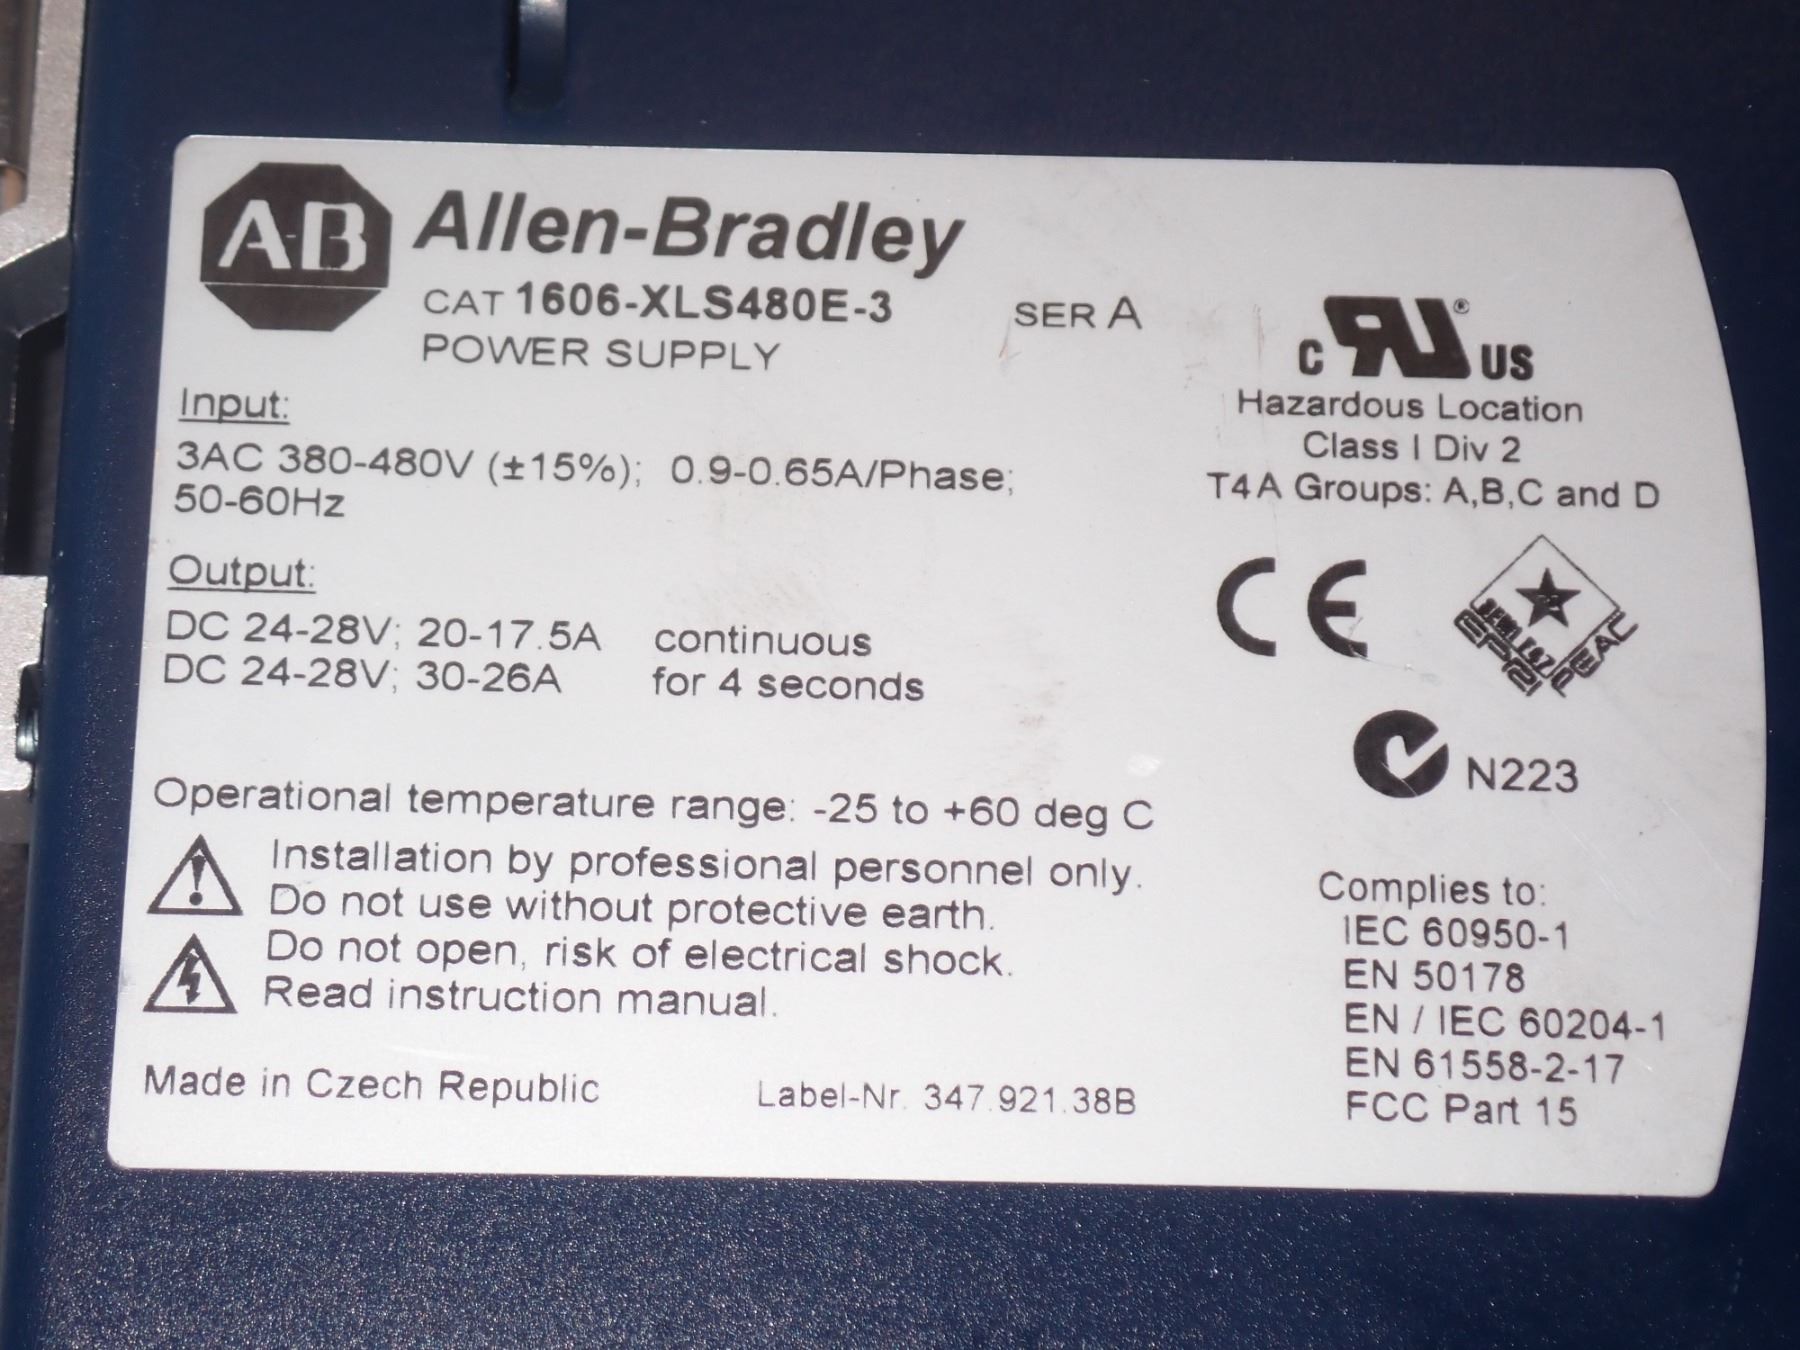 AB Allen-Bradley
CAT 1606-XLS480E-3 SER A
POWER SUPPLY
Input:
3AC 380-480V (±15%); 0.9-0.65A/Phase;
50-60Hz
Output:
DC 24-28V; 20-17.5A continuous
DC 24-28V; 30-26A for 4 seconds
Operational temperature range: -25 to +60 deg C
Installation by professional personnel only.
Do not use without protective earth.
Do not open, risk of electrical shock.
Read instruction manual.
Made in Czech Republic
Label-Nr. 347.921.38B
C RU ® US
Hazardous Location
Class I Div 2
T4A Groups: A,B,C and D
CE
N223
Complies to:
IEC 60950-1
EN 50178
EN / IEC 60204-1
EN 61558-2-17
FCC Part 15